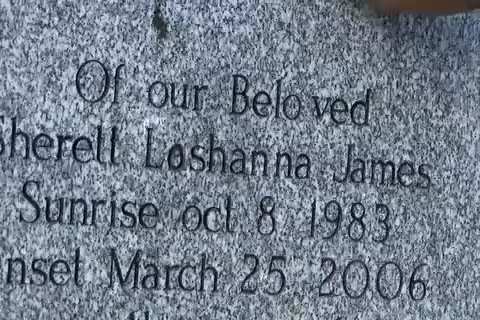 Of our Beloved
Sherell Loshanna James
Sunrise oct 8 1983
nset March 25 2006